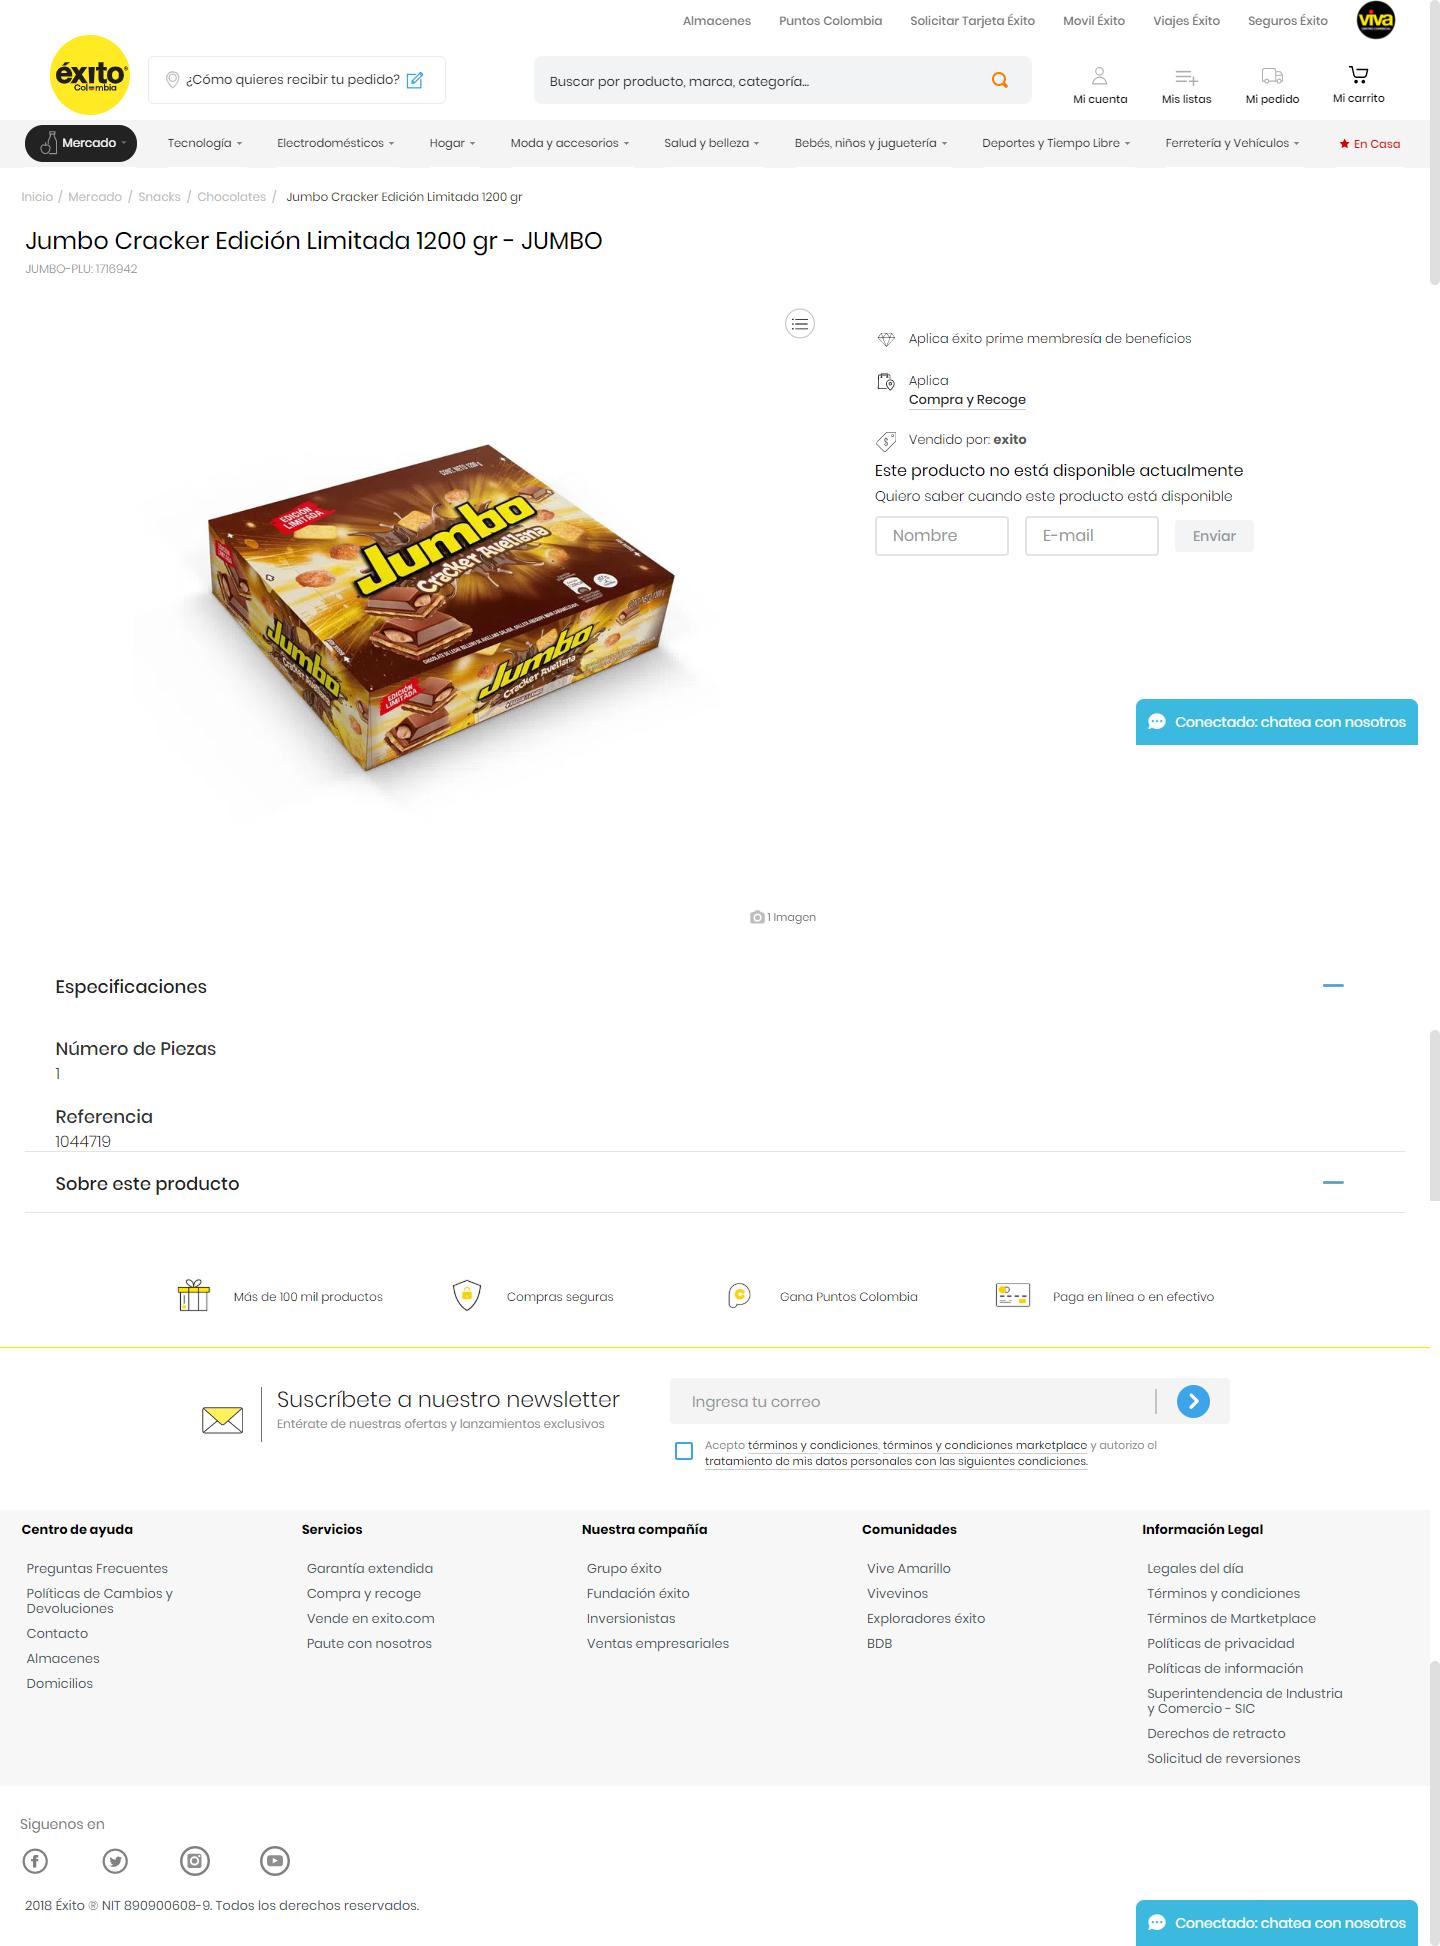 Almacenes
Puntos Colombia
Solicitar Tarjeta Éxito
Movil Éxito
Viajes Éxito
Seguros Éxito
viva
éxito
Colombia
¿Cómo quieres recibir tu pedido?
Buscar por producto, marca, categoría...
Mi cuenta
Mis listas
Mi pedido
Mi carrito
Mercado
Tecnología
Electrodomésticos
Hogar
Moda y accesorios
Salud y belleza
Bebés, niños y juguetería
Deportes y Tiempo Libre
Ferretería y Vehículos
En Casa
Inicio / Mercado / Snacks / Chocolates / Jumbo Cracker Edición Limitada 1200 gr
Jumbo Cracker Edición Limitada 1200 gr - JUMBO
JUMBO-PLU: 1716942
EDICIÓN
LIMITADA
Jumbo
Cracker Avellana
Jumbo
Cracker Avellana
EDICIÓN
LIMITADA
Jumbo
Cracker Avellana
1 Imagen
Aplica éxito prime membresía de beneficios
Aplica
Compra y Recoge
Vendido por: exito
Este producto no está disponible actualmente
Quiero saber cuando este producto está disponible
Nombre
E-mail
Enviar
Conectado: chatea con nosotros
Especificaciones
Número de Piezas
1
Referencia
1044719
Sobre este producto
Más de 100 mil productos
Compras seguras
Gana Puntos Colombia
Paga en línea o en efectivo
Suscríbete a nuestro newsletter
Entérate de nuestras ofertas y lanzamientos exclusivos
Ingresa tu correo
Acepto términos y condiciones, términos y condiciones marketplace y autorizo el
tratamiento de mis datos personales con las siguientes condiciones.
Centro de ayuda
Preguntas Frecuentes
Políticas de Cambios y
Devoluciones
Contacto
Almacenes
Domicilios
Servicios
Garantía extendida
Compra y recoge
Vende en exito.com
Paute con nosotros
Nuestra compañía
Grupo éxito
Fundación éxito
Inversionistas
Ventas empresariales
Comunidades
Vive Amarillo
Vivevinos
Exploradores éxito
BDB
Información Legal
Legales del día
Términos y condiciones
Términos de Martketplace
Políticas de privacidad
Políticas de información
Superintendencia de Industria
y Comercio - SIC
Derechos de retracto
Solicitud de reversiones
Siguenos en
2018 Éxito ® NIT 890900608-9. Todos los derechos reservados.
Conectado: chatea con nosotros